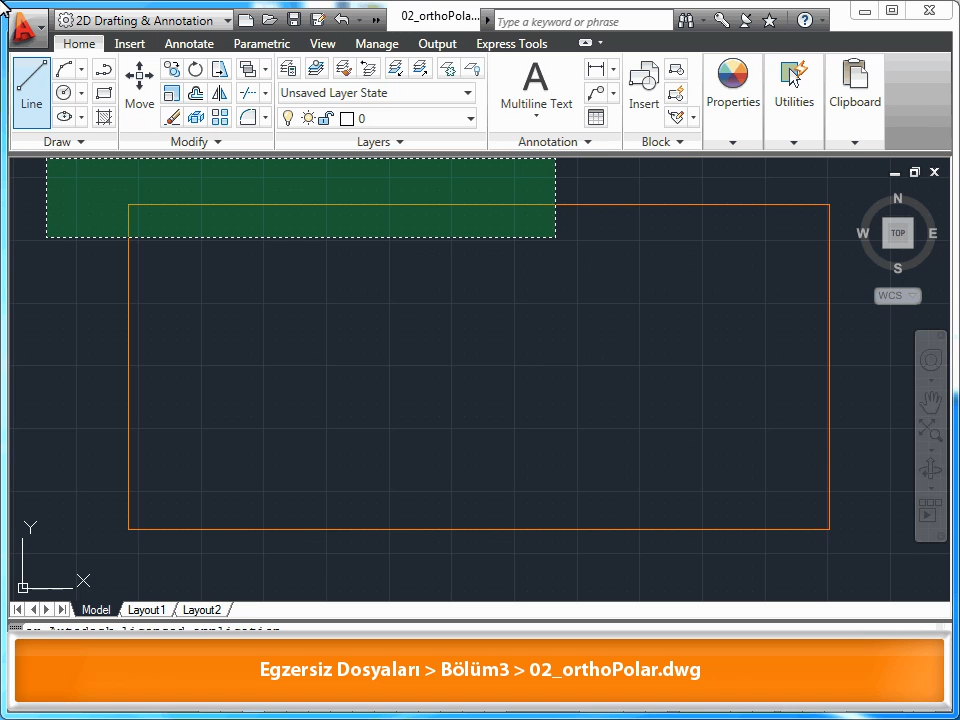 2D Drafting & Annotation
02_orthoPola...
Type a keyword or phrase
Home
Insert
Annotate
Parametric
View
Manage
Output
Express Tools
Line
Move
Unsaved Layer State
0
A
Multiline Text
Insert
Properties
Utilities
Clipboard
Draw
Modify
Layers
Annotation
Block
N
W
TOP
E
S
WCS
Y
X
Model
Layout1
Layout2
Egzersiz Dosyaları > Bölüm3 > 02_orthoPolar.dwg